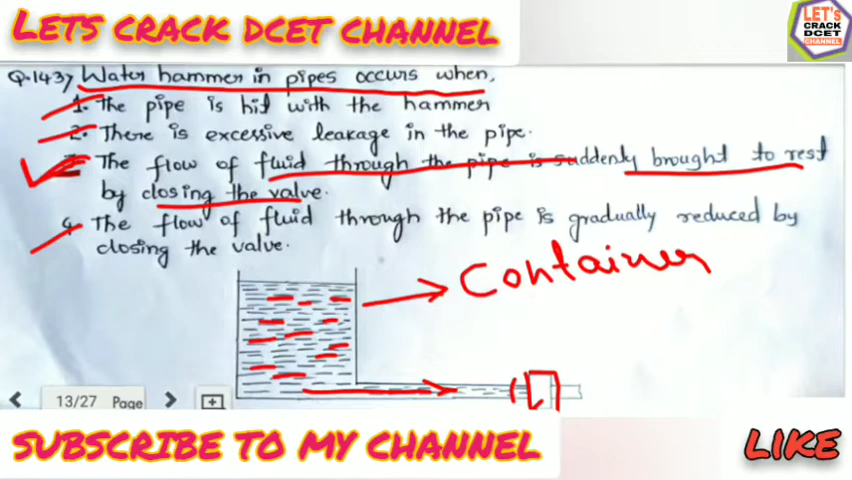 LETS CRACK DCET CHANNEL
LET'S
CRACK
DCET
CHANNEL
Q.143> Water hammer in pipes occurs when,
1. The pipe is hit with the hammer
2. There is excessive leakage in the pipe.
3. The flow of fluid through the pipe is suddenly brought to rest
by closing the valve.
4. The flow of fluid through the pipe is gradually reduced by
closing the valve.
Container
13/27 Page
SUBSCRIBE TO MY CHANNEL
LIKE